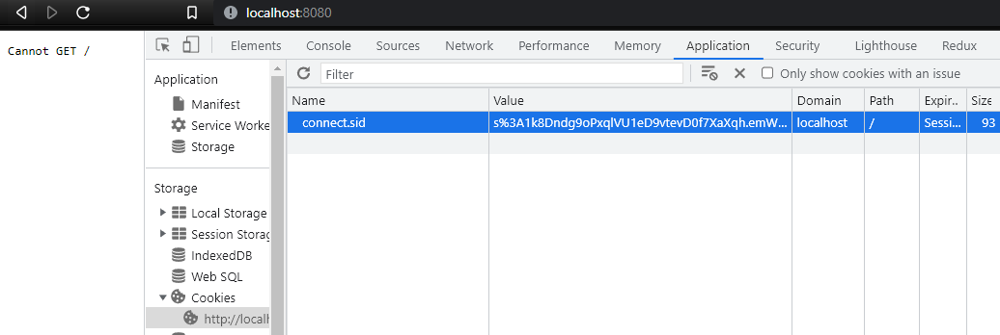 localhost:8080
Cannot GET /
Elements Console Sources Network Performance Memory Application Security Lighthouse Redux
Application
Manifest
Service Worke
Storage
Storage
Local Storage
Session Storag
IndexedDB
Web SQL
Cookies
http://localh
Filter
Only show cookies with an issue
Name Value Domain Path Expir.. Size
connect.sid s%3A1k8Dndg9oPxqlVU1eD9vtevD0f7XaXqh.emW... localhost / Sessi... 93